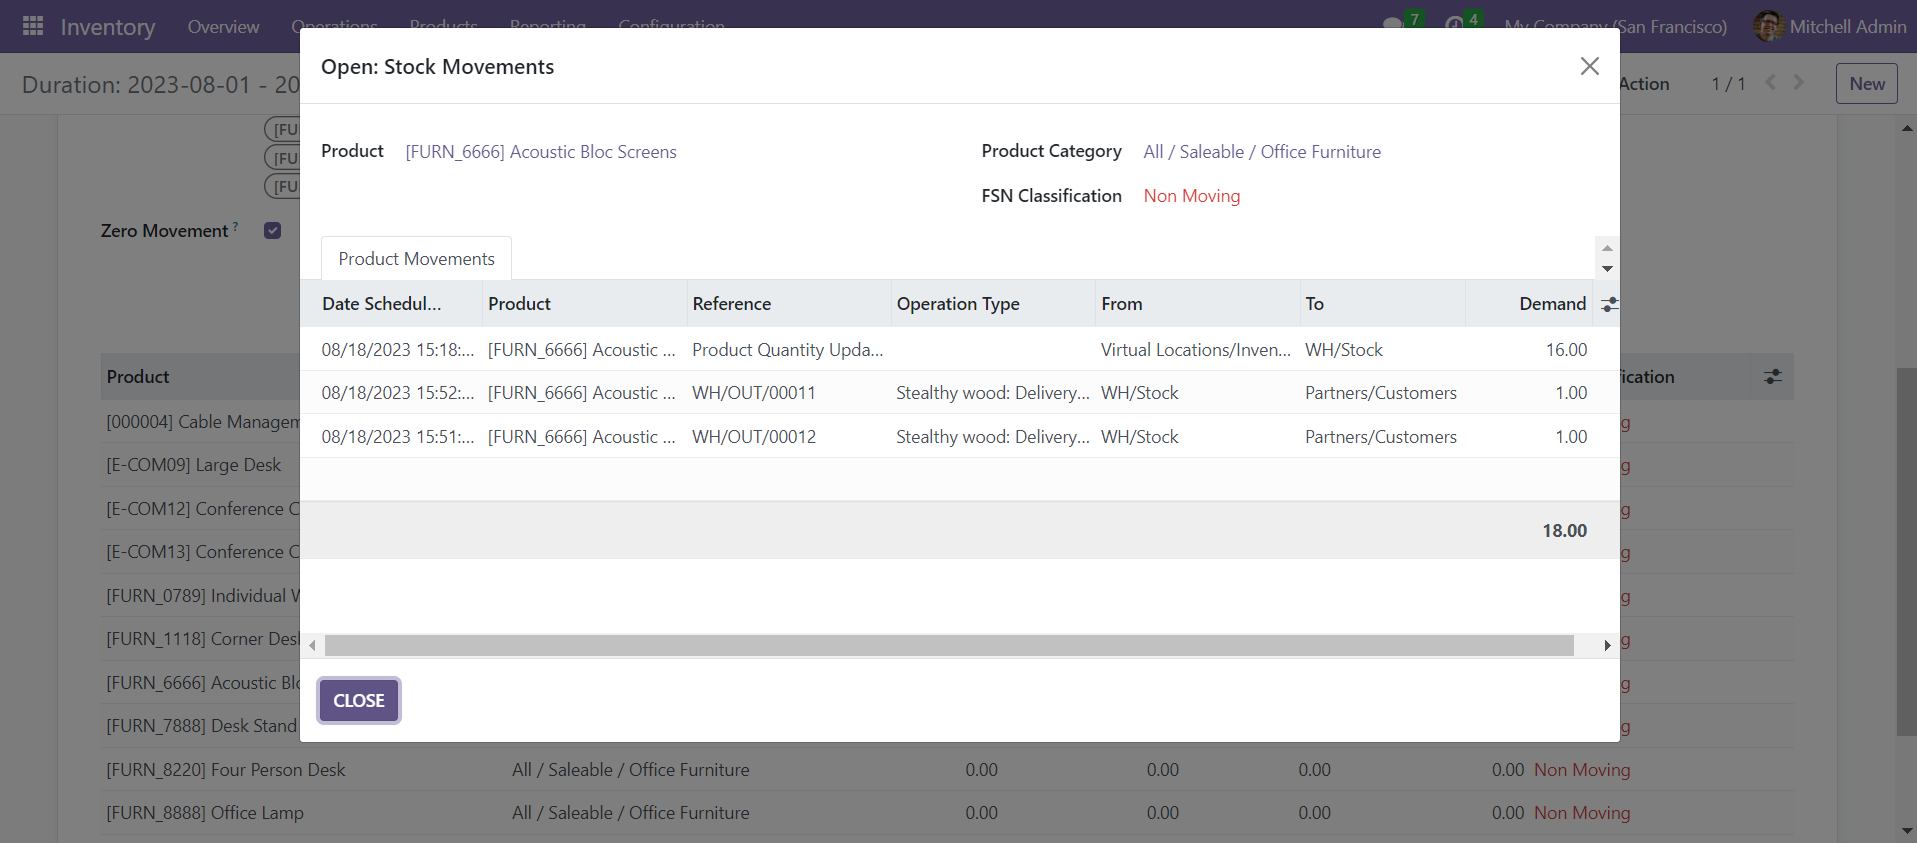 Inventory Overview Operations Products Reporting Configuration 7 4 My Company (San Francisco) Mitchell Admin
Duration: 2023-08-01 - 20 Action 1 / 1 New
Open: Stock Movements
Product [FURN_6666] Acoustic Bloc Screens Product Category All / Saleable / Office Furniture
FSN Classification Non Moving
[FU
[FU
[FU
Zero Movement ?
Product Movements
Date Schedul... Product Reference Operation Type From To Demand
08/18/2023 15:18:... [FURN_6666] Acoustic ... Product Quantity Upda... Virtual Locations/Inven... WH/Stock 16.00
08/18/2023 15:52:... [FURN_6666] Acoustic ... WH/OUT/00011 Stealthy wood: Delivery... WH/Stock Partners/Customers 1.00
08/18/2023 15:51:... [FURN_6666] Acoustic ... WH/OUT/00012 Stealthy wood: Delivery... WH/Stock Partners/Customers 1.00
18.00
CLOSE
Product ication
[000004] Cable Managem g
[E-COM09] Large Desk g
[E-COM12] Conference C g
[E-COM13] Conference C g
[FURN_0789] Individual W g
[FURN_1118] Corner Des g
[FURN_6666] Acoustic Blo g
[FURN_7888] Desk Stand g
[FURN_8220] Four Person Desk All / Saleable / Office Furniture 0.00 0.00 0.00 0.00 Non Moving
[FURN_8888] Office Lamp All / Saleable / Office Furniture 0.00 0.00 0.00 0.00 Non Moving